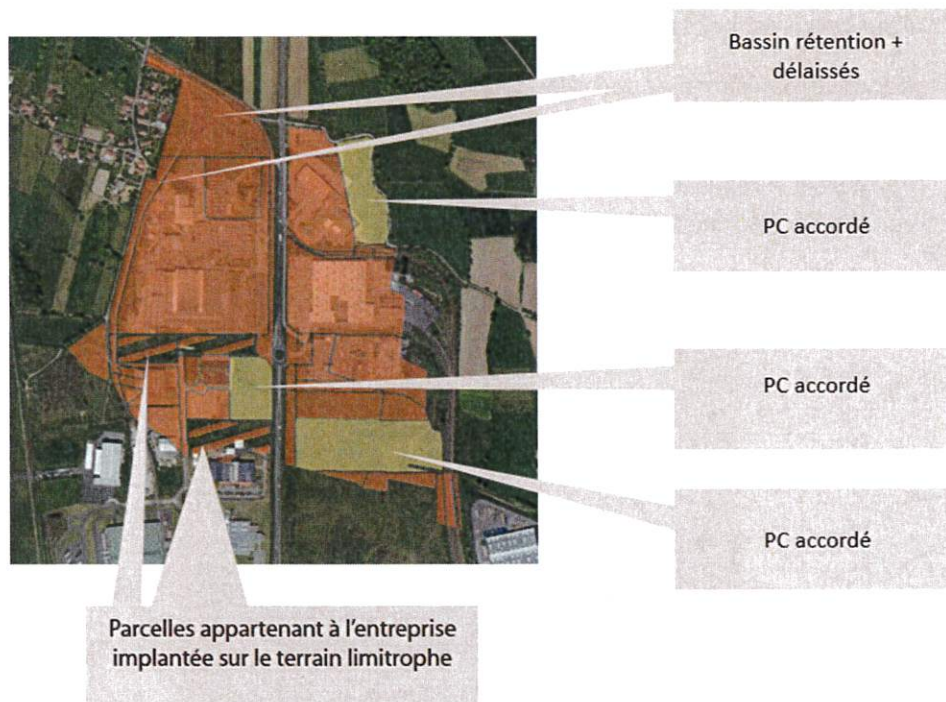 Bassin rétention +
délaissés
PC accordé
PC accordé
PC accordé
Parcelles appartenant à l'entreprise
implantée sur le terrain limitrophe